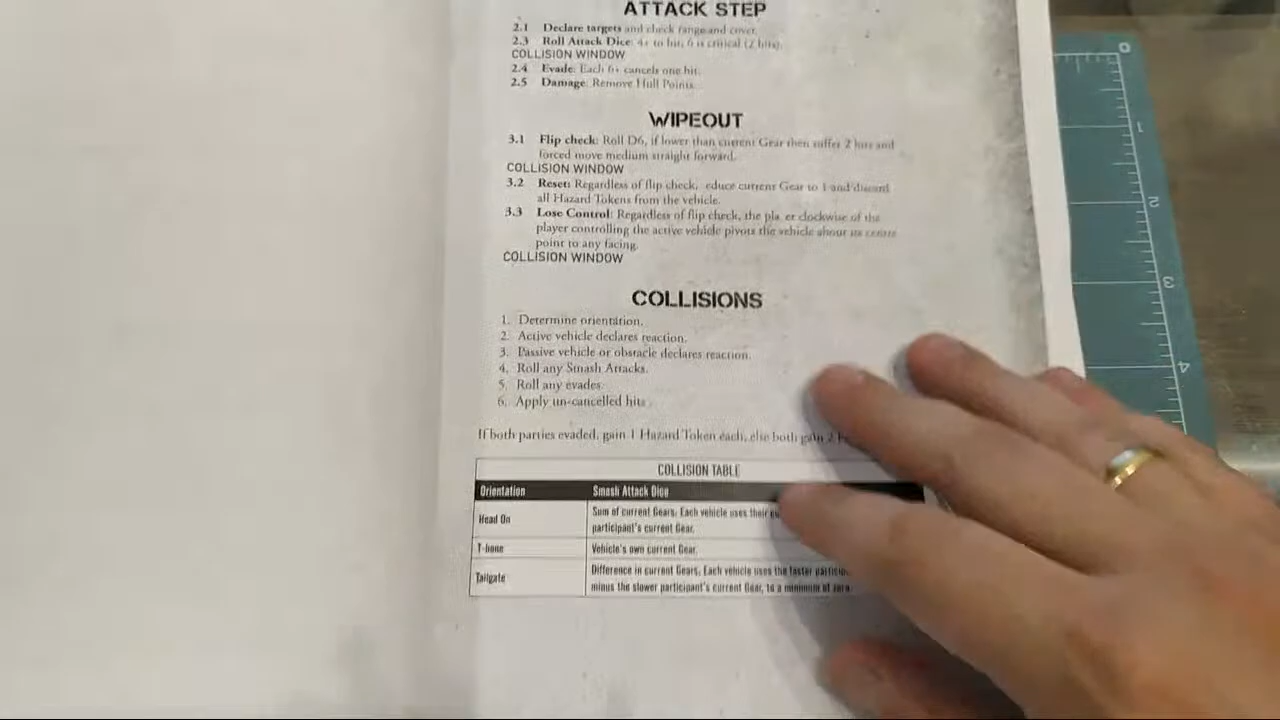 ATTACK STEP
2.1 Declare targets and check range and cover.
2.3 Roll Attack Dice: 4+ to hit, 6 is critical (2 hits).
COLLISION WINDOW
2.4 Evade: Each 6+ cancels one hit.
2.5 Damage: Remove Hull Points.
WIPEOUT
3.1 Flip check: Roll D6, if lower than current Gear then suffer 2 hits and
forced move medium straight forward.
COLLISION WINDOW
3.2 Reset: Regardless of flip check, educe current Gear to 1 and discard
all Hazard Tokens from the vehicle.
3.3 Lose Control: Regardless of flip check, the pla er clockwise of the
player controlling the active vehicle pivots the vehicle about its centre
point to any facing.
COLLISION WINDOW
COLLISIONS
1. Determine orientation.
2. Active vehicle declares reaction.
3. Passive vehicle or obstacle declares reaction.
4. Roll any Smash Attacks.
5. Roll any evades.
6. Apply un-cancelled hits.
If both parties evaded, gain 1 Hazard Token each, else both gain 2
COLLISION TABLE
Orientation Smash Attack Dice
Head On Sum of current Gears. Each vehicle uses their
participant's current Gear.
T-bone Vehicle's own current Gear.
Tailgate Difference in current Gears. Each vehicle uses the faster
minus the slower participant's current Gear, to a minimum of zero.
0
1
2
3
4